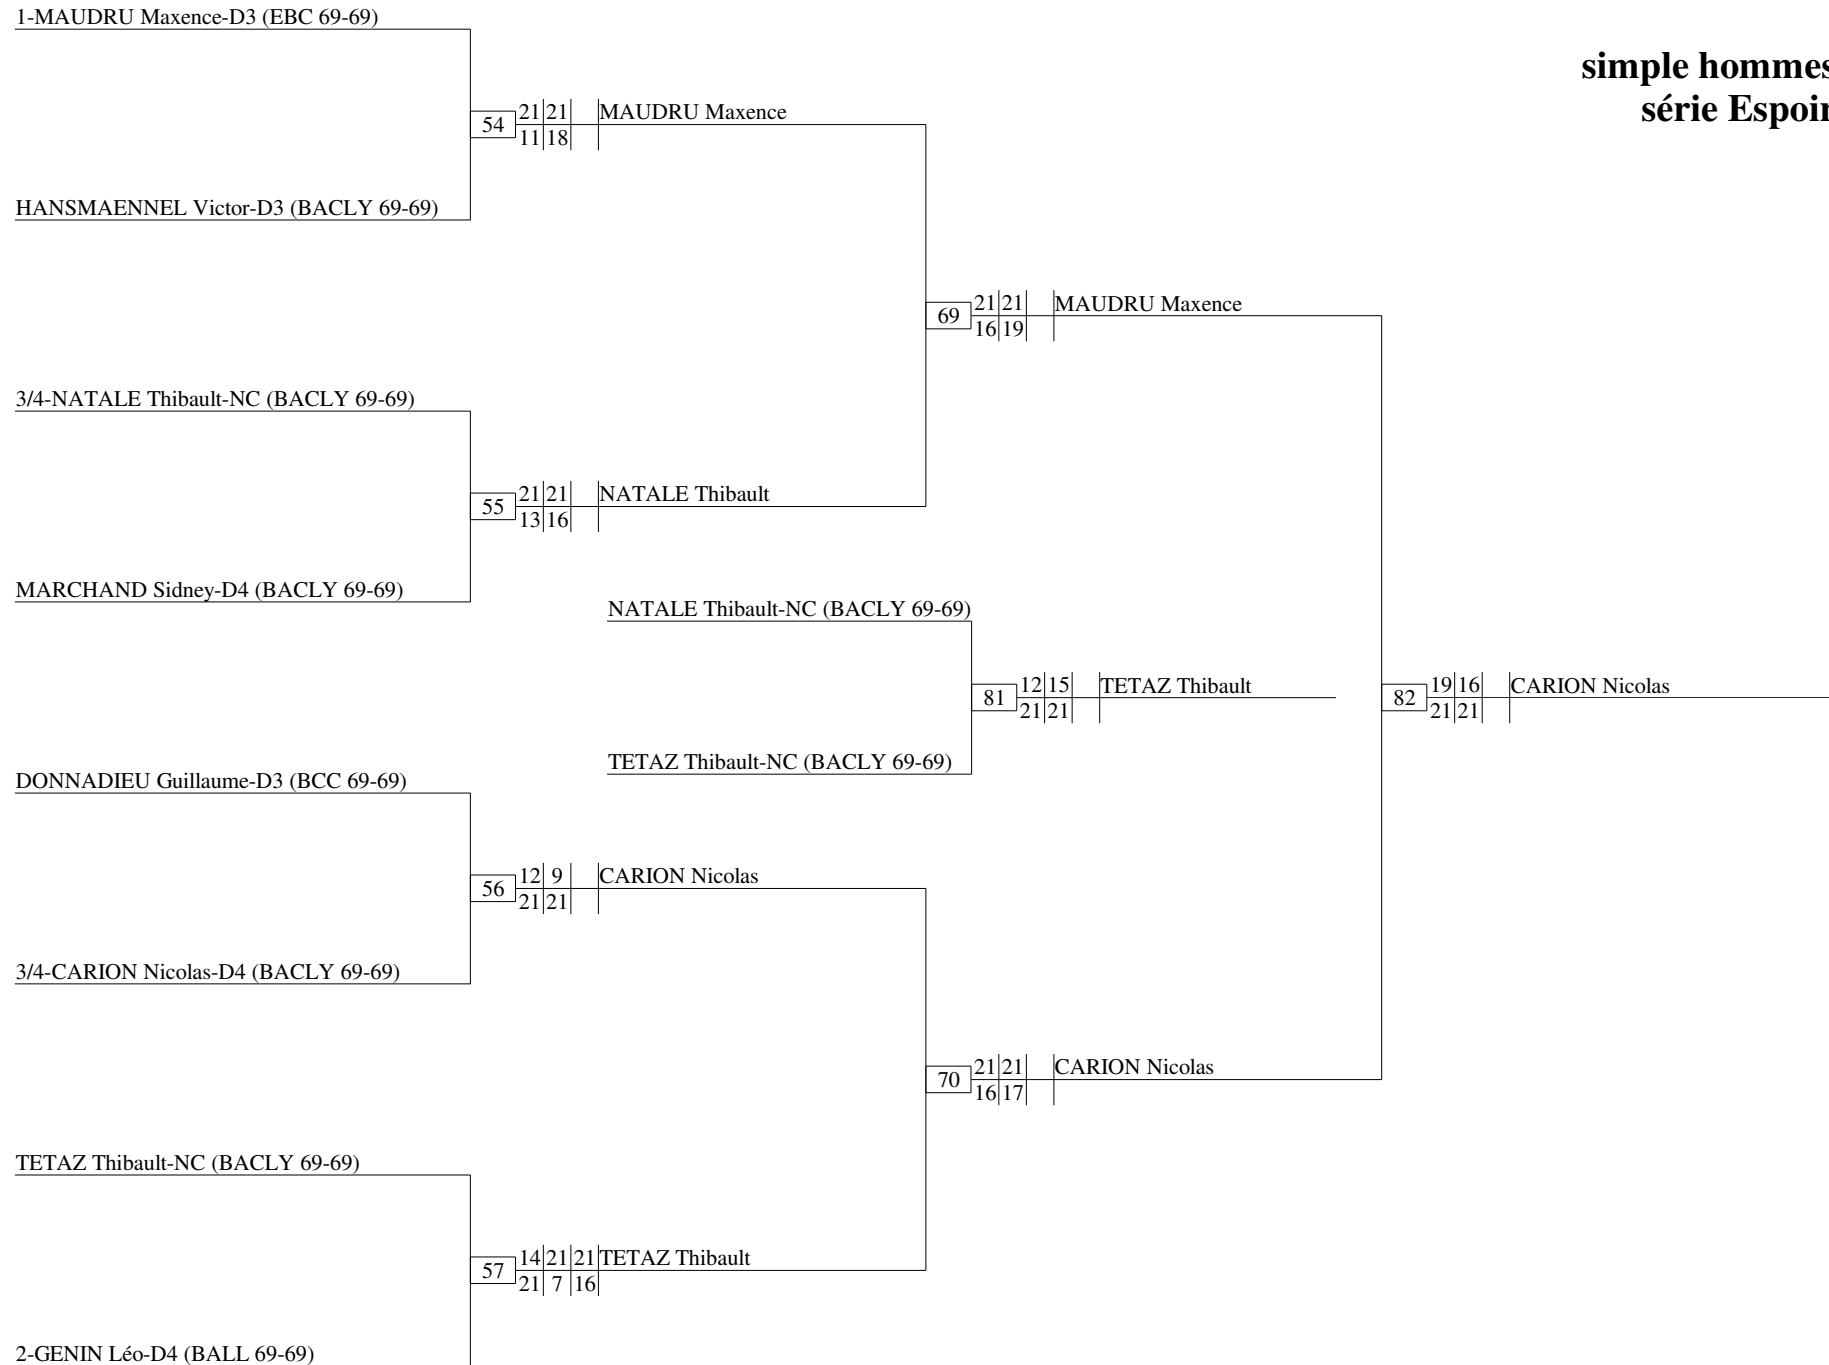 1-MAUDRU Maxence-D3 (EBC 69-69)
simple hommes
série Espoir
54
21 21
11 18
MAUDRU Maxence
HANSMAENNEL Victor-D3 (BACLY 69-69)
69
21 21
16 19
MAUDRU Maxence
3/4-NATALE Thibault-NC (BACLY 69-69)
55
21 21
13 16
NATALE Thibault
MARCHAND Sidney-D4 (BACLY 69-69)
NATALE Thibault-NC (BACLY 69-69)
81
12 15
21 21
TETAZ Thibault
82
19 16
21 21
CARION Nicolas
TETAZ Thibault-NC (BACLY 69-69)
DONNADIEU Guillaume-D3 (BCC 69-69)
56
12 9
21 21
CARION Nicolas
3/4-CARION Nicolas-D4 (BACLY 69-69)
70
21 21
16 17
CARION Nicolas
TETAZ Thibault-NC (BACLY 69-69)
57
14 21 21
21 7 16
TETAZ Thibault
2-GENIN Léo-D4 (BALL 69-69)